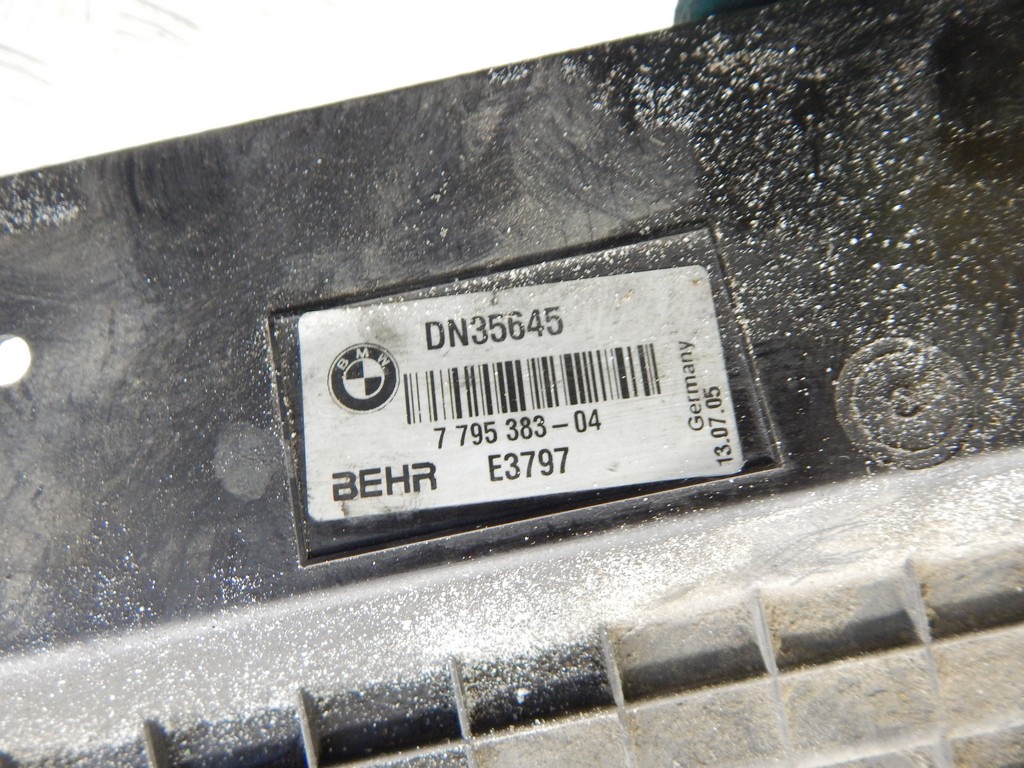 DN35645
BMW
7 795 383-04
BEHR
E3797
Germany
13.07.05